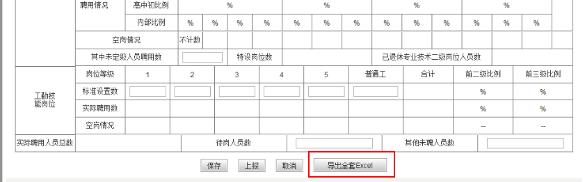 聘用情况 高中初比例 % % % %
内部比例 % % % % % % % % % % % % %
空岗情况 不计数
其中未定级人员聘用数 特设岗位数 已退休专业技术二级岗位人员数
岗位等级 1 2 3 4 5 普通工 合计 前二级比例 前三级比例
工勤技能岗位
标准设置数 % %
实际聘用数 % %
空岗情况 -- --
实际聘用人员总数 待岗人员数 其他未聘人员数
保存 上报 取消 导出全套Excel